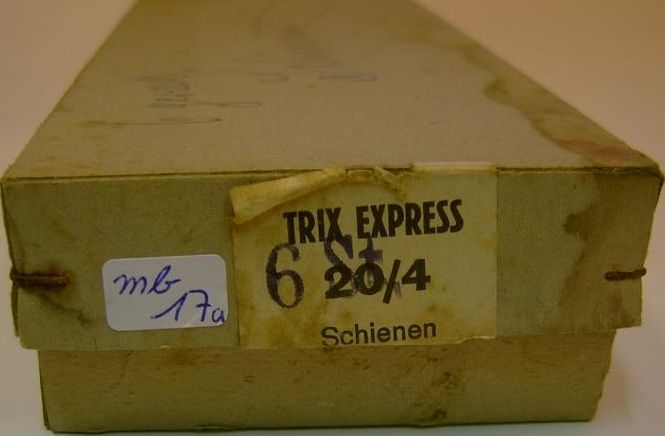 TRIX EXPRESS
6 St.
20/4
Schienen
mb
17a